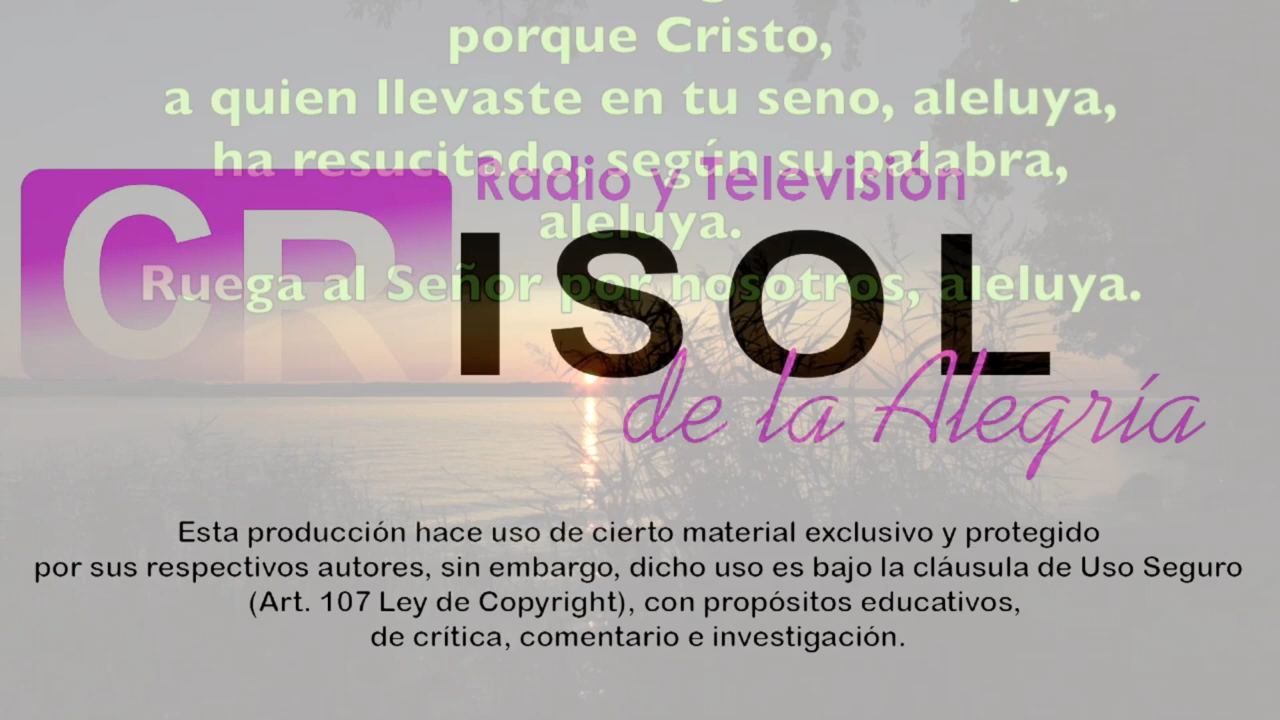 porque Cristo,
a quien llevaste en tu seno, aleluya,
ha resucitado, según su palabra,
aleluya.
Ruega al Señor por nosotros, aleluya.
Radio y Televisión
CRISOL
de la Alegría
Esta producción hace uso de cierto material exclusivo y protegido
por sus respectivos autores, sin embargo, dicho uso es bajo la cláusula de Uso Seguro
(Art. 107 Ley de Copyright), con propósitos educativos,
de crítica, comentario e investigación.